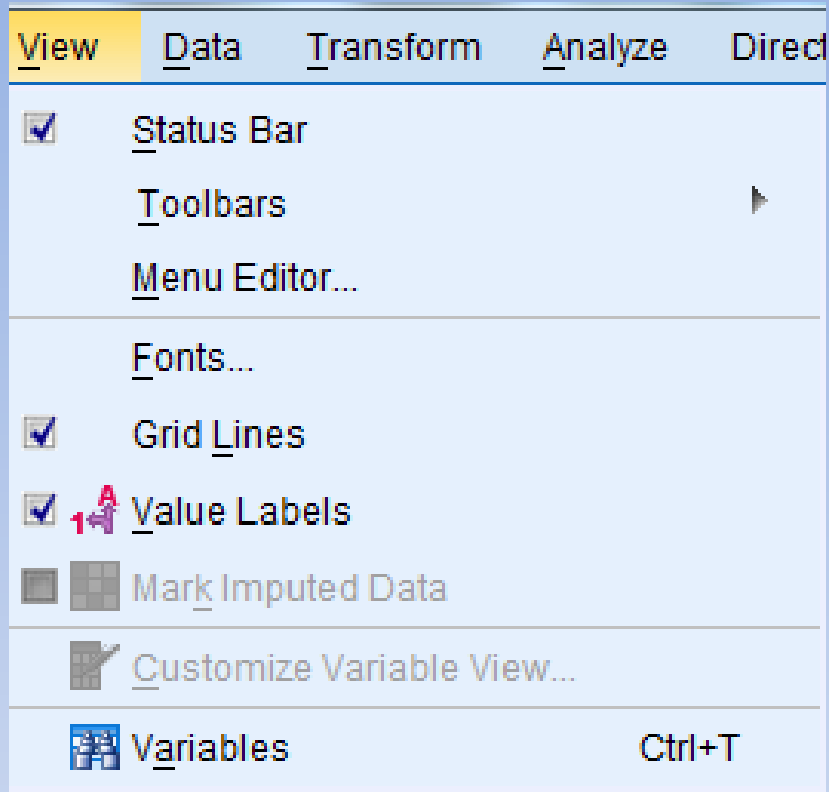 View Data Transform Analyze Direct
Status Bar
Toolbars
Menu Editor...
Fonts...
Grid Lines
1 A Value Labels
Mark Imputed Data
Customize Variable View...
Variables Ctrl+T